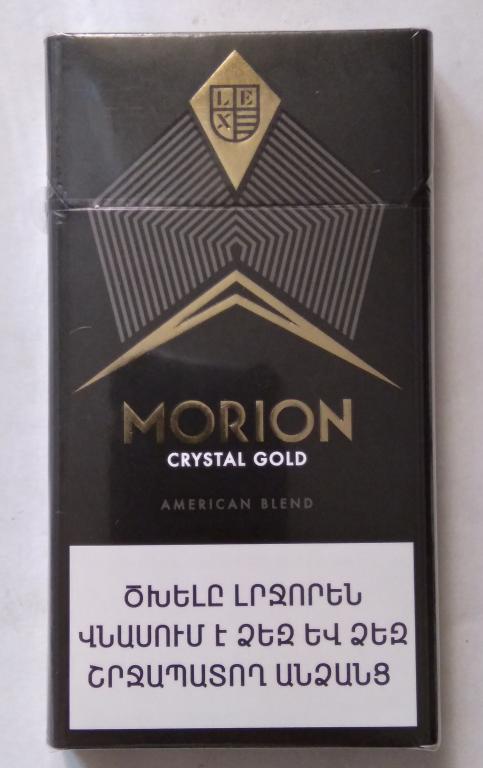 LEX
MORION
CRYSTAL GOLD
AMERICAN BLEND
ԾԽԵԼԸ ԼՐՋՈՐԵՆ
ՎՆԱՍՈՒՄ Է ՁԵԶ ԵՎ ՁԵԶ
ՇՐՋԱՊԱՏՈՂ ԱՆՁԱՆՑ